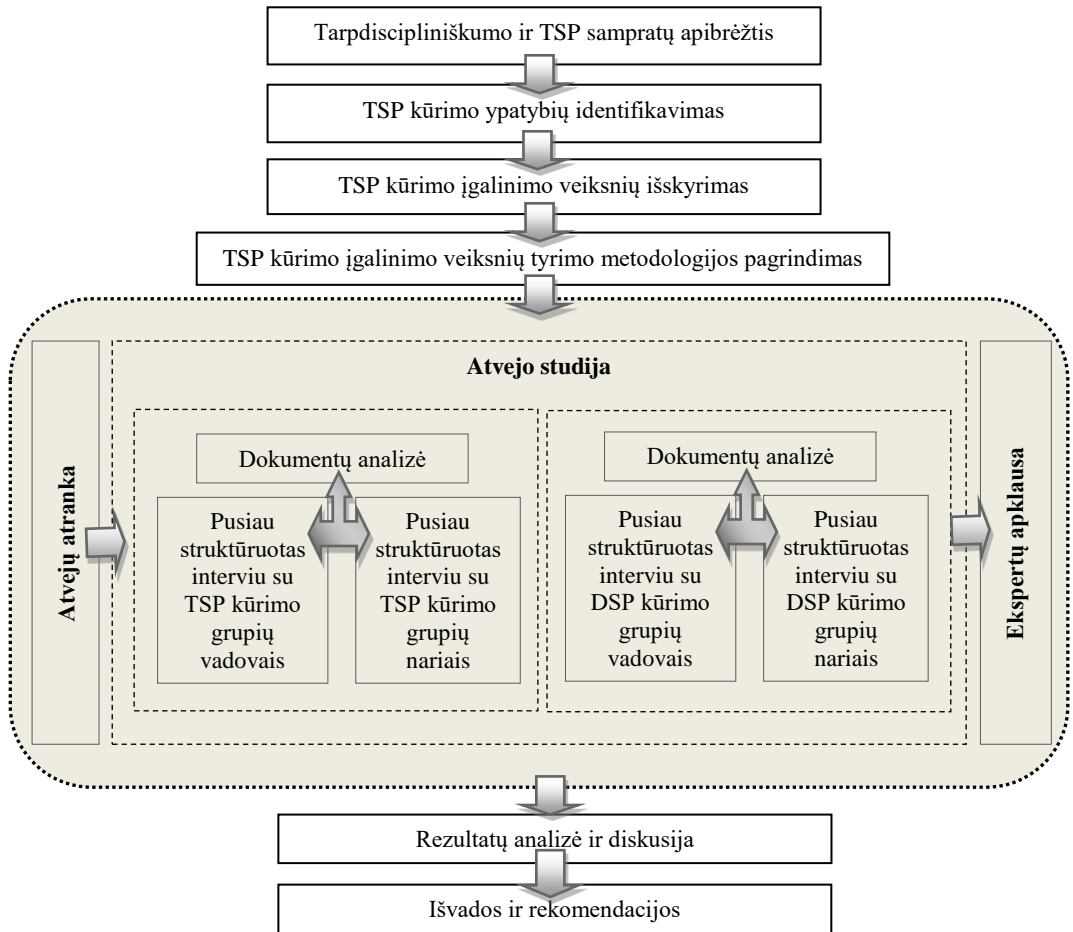 Tarpdiscipliniškumo ir TSP sampratų apibrėžtis
TSP kūrimo ypatybių identifikavimas
TSP kūrimo įgalinimo veiksnių išskyrimas
TSP kūrimo įgalinimo veiksnių tyrimo metodologijos pagrindimas
Atvejų atranka
Atvejo studija
Dokumentų analizė
Pusiau
struktūruotas
interviu su
TSP kūrimo
grupių
vadovais
Pusiau
struktūruotas
interviu su
TSP kūrimo
grupių
nariais
Dokumentų analizė
Pusiau
struktūruotas
interviu su
DSP kūrimo
grupių
vadovais
Pusiau
struktūruotas
interviu su
DSP kūrimo
grupių
nariais
Ekspertų apklausa
Rezultatų analizė ir diskusija
Išvados ir rekomendacijos